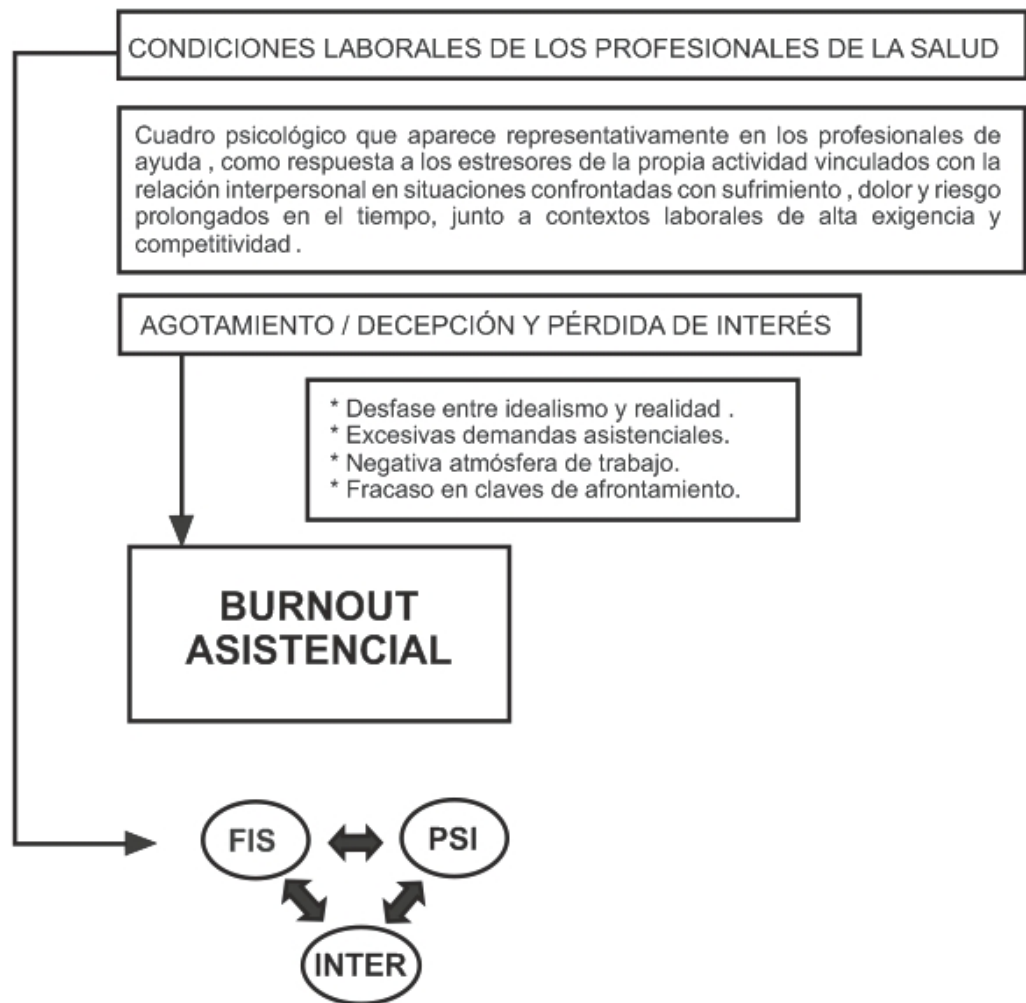 CONDICIONES LABORALES DE LOS PROFESIONALES DE LA SALUD
Cuadro psicológico que aparece representativamente en los profesionales de
ayuda , como respuesta a los estresores de la propia actividad vinculados con la
relación interpersonal en situaciones confrontadas con sufrimiento , dolor y riesgo
prolongados en el tiempo, junto a contextos laborales de alta exigencia y
competitividad .
AGOTAMIENTO / DECEPCIÓN Y PÉRDIDA DE INTERÉS
* Desfase entre idealismo y realidad .
* Excesivas demandas asistenciales.
* Negativa atmósfera de trabajo.
* Fracaso en claves de afrontamiento.
BURNOUT
ASISTENCIAL
FIS
PSI
INTER